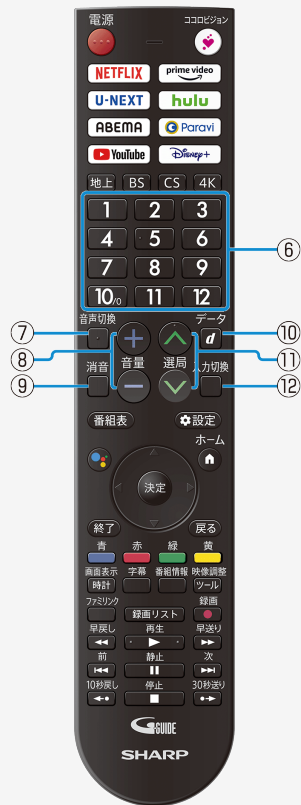 電源 ココロビジョン
NETFLIX prime video
U-NEXT hulu
ABEMA Paravi
YouTube Disney+
地上 BS CS 4K
1 2 3
4 5 6 ⑥
7 8 9
10/0 11 12
⑦ 音声切換 データ ⑩
⑧ + d ⑪
音量 選局
⑨ 消音 − 入力切換 ⑫
番組表 設定
ホーム
決定
終了 戻る
青 赤 緑 黄
画面表示 字幕 番組情報 映像調整
時計 ツール
ファミリンク 録画
録画リスト
早戻し 再生 早送り
前 静止 次
10秒戻し 停止 30秒送り
G GUIDE
SHARP